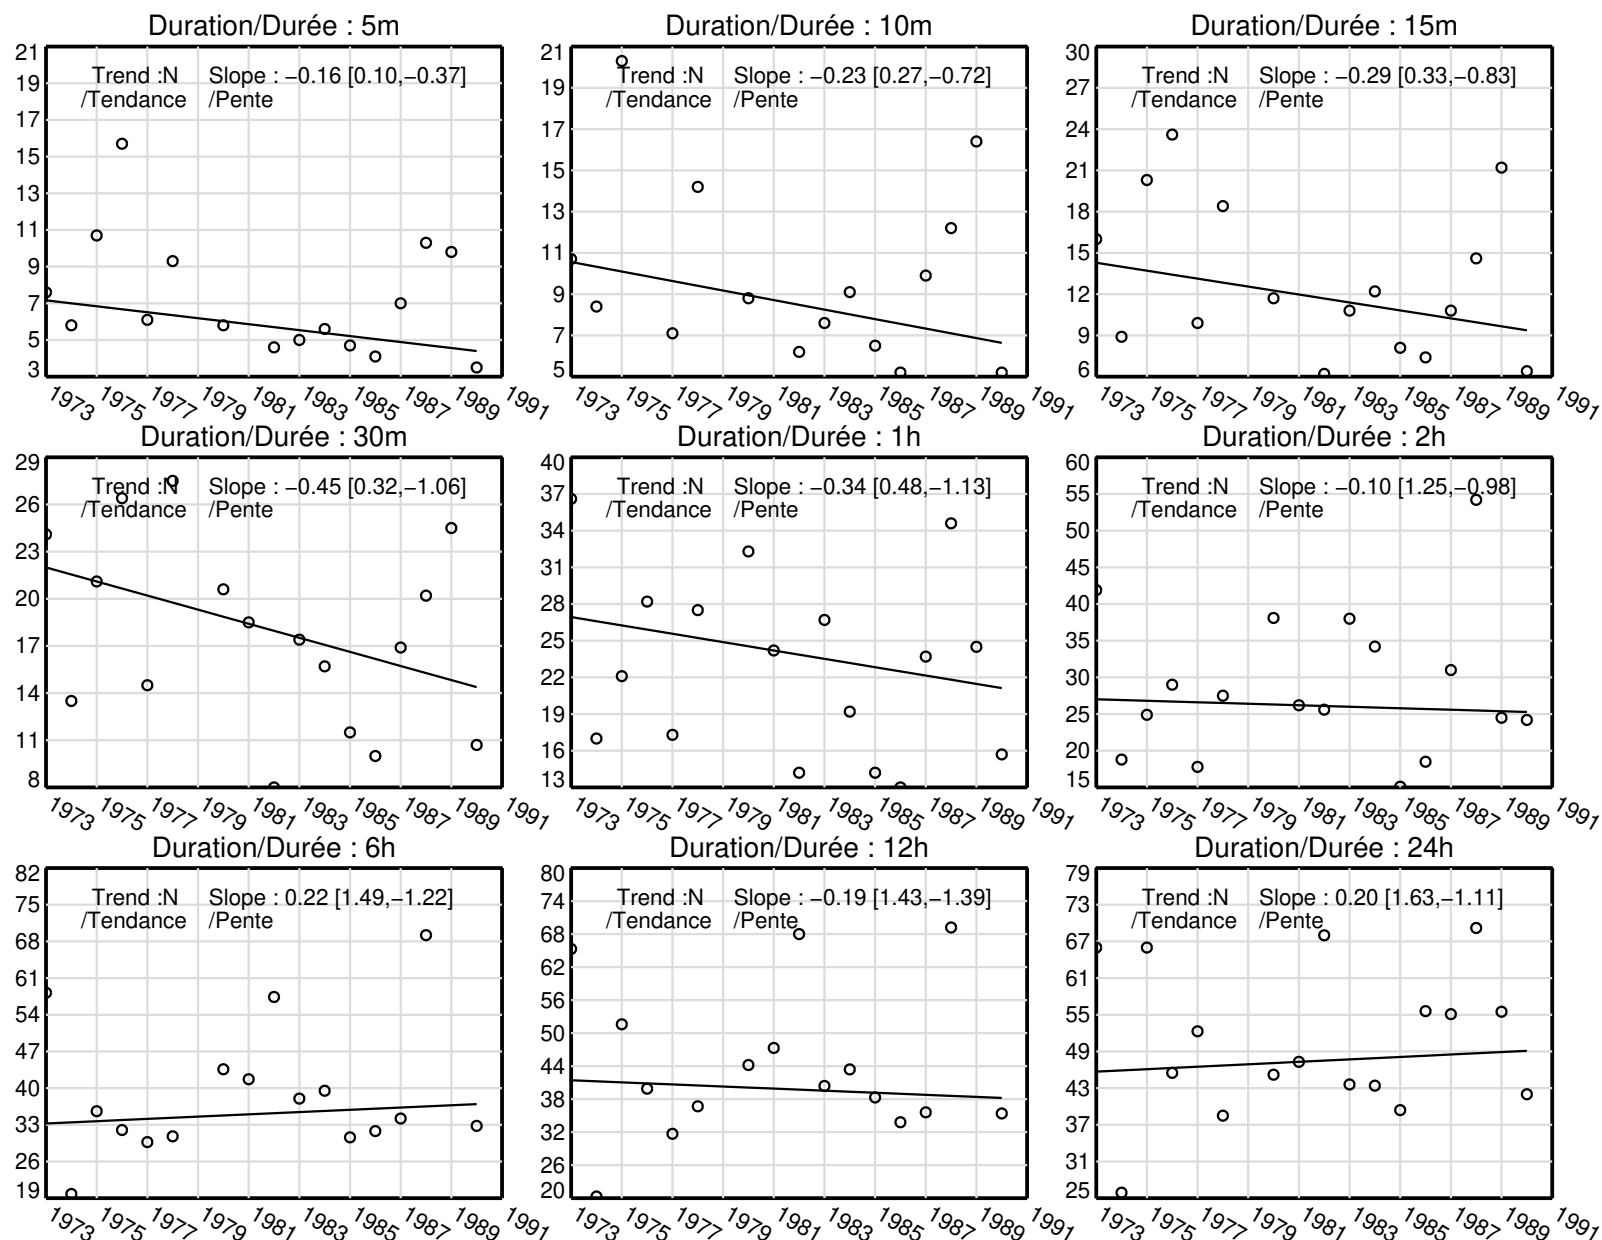 Duration/Durée : 5m
21
19
17
15
13
11
9
7
5
3
Trend :N Slope : −0.16 [0.10,−0.37]
/Tendance /Pente
1973 1975 1977 1979 1981 1983 1985 1987 1989 1991
Duration/Durée : 10m
21
19
17
15
13
11
9
7
5
Trend :N Slope : −0.23 [0.27,−0.72]
/Tendance /Pente
1973 1975 1977 1979 1981 1983 1985 1987 1989 1991
Duration/Durée : 15m
30
27
24
21
18
15
12
9
6
Trend :N Slope : −0.29 [0.33,−0.83]
/Tendance /Pente
1973 1975 1977 1979 1981 1983 1985 1987 1989 1991
Duration/Durée : 30m
29
26
23
20
17
14
11
8
Trend :N Slope : −0.45 [0.32,−1.06]
/Tendance /Pente
1973 1975 1977 1979 1981 1983 1985 1987 1989 1991
Duration/Durée : 1h
40
37
34
31
28
25
22
19
16
13
Trend :N Slope : −0.34 [0.48,−1.13]
/Tendance /Pente
1973 1975 1977 1979 1981 1983 1985 1987 1989 1991
Duration/Durée : 2h
60
55
50
45
40
35
30
25
20
15
Trend :N Slope : −0.10 [1.25,−0.98]
/Tendance /Pente
1973 1975 1977 1979 1981 1983 1985 1987 1989 1991
Duration/Durée : 6h
82
75
68
61
54
47
40
33
26
19
Trend :N Slope : 0.22 [1.49,−1.22]
/Tendance /Pente
1973 1975 1977 1979 1981 1983 1985 1987 1989 1991
Duration/Durée : 12h
80
74
68
62
56
50
44
38
32
26
20
Trend :N Slope : −0.19 [1.43,−1.39]
/Tendance /Pente
1973 1975 1977 1979 1981 1983 1985 1987 1989 1991
Duration/Durée : 24h
79
73
67
61
55
49
43
37
31
25
Trend :N Slope : 0.20 [1.63,−1.11]
/Tendance /Pente
1973 1975 1977 1979 1981 1983 1985 1987 1989 1991